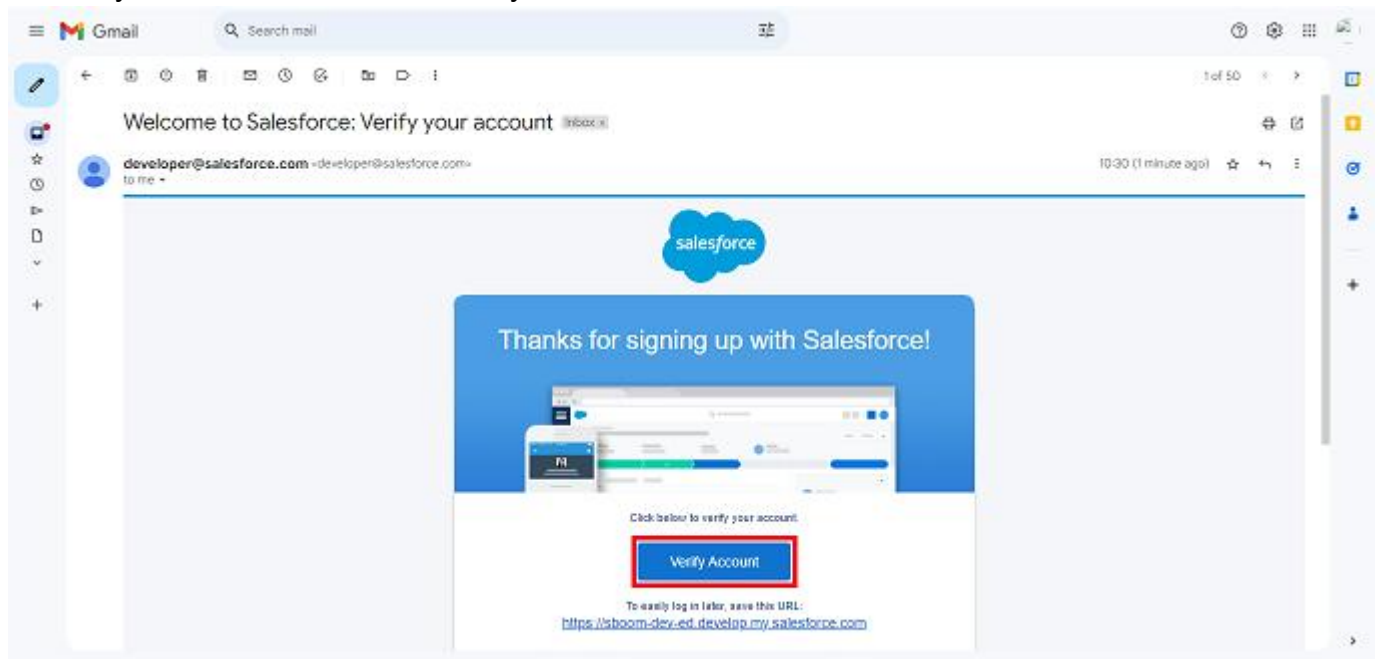 Gmail
Search mail
1 of 50
Welcome to Salesforce: Verify your account Inbox x
developer@salesforce.com <developer@salesforce.com>
10:30 (1 minute ago)
to me
salesforce
Thanks for signing up with Salesforce!
Click below to verify your account.
Verify Account
To easily log in later, save this URL:
https://sboom-dev-ed.develop.my.salesforce.com